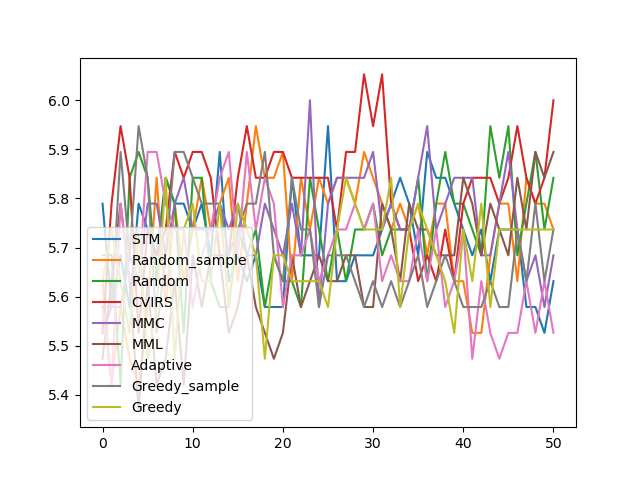 6.0
5.9
5.8
5.7
5.6
5.5
5.4
STM
Random_sample
Random
CVIRS
MMC
MML
Adaptive
Greedy_sample
Greedy
0 10 20 30 40 50